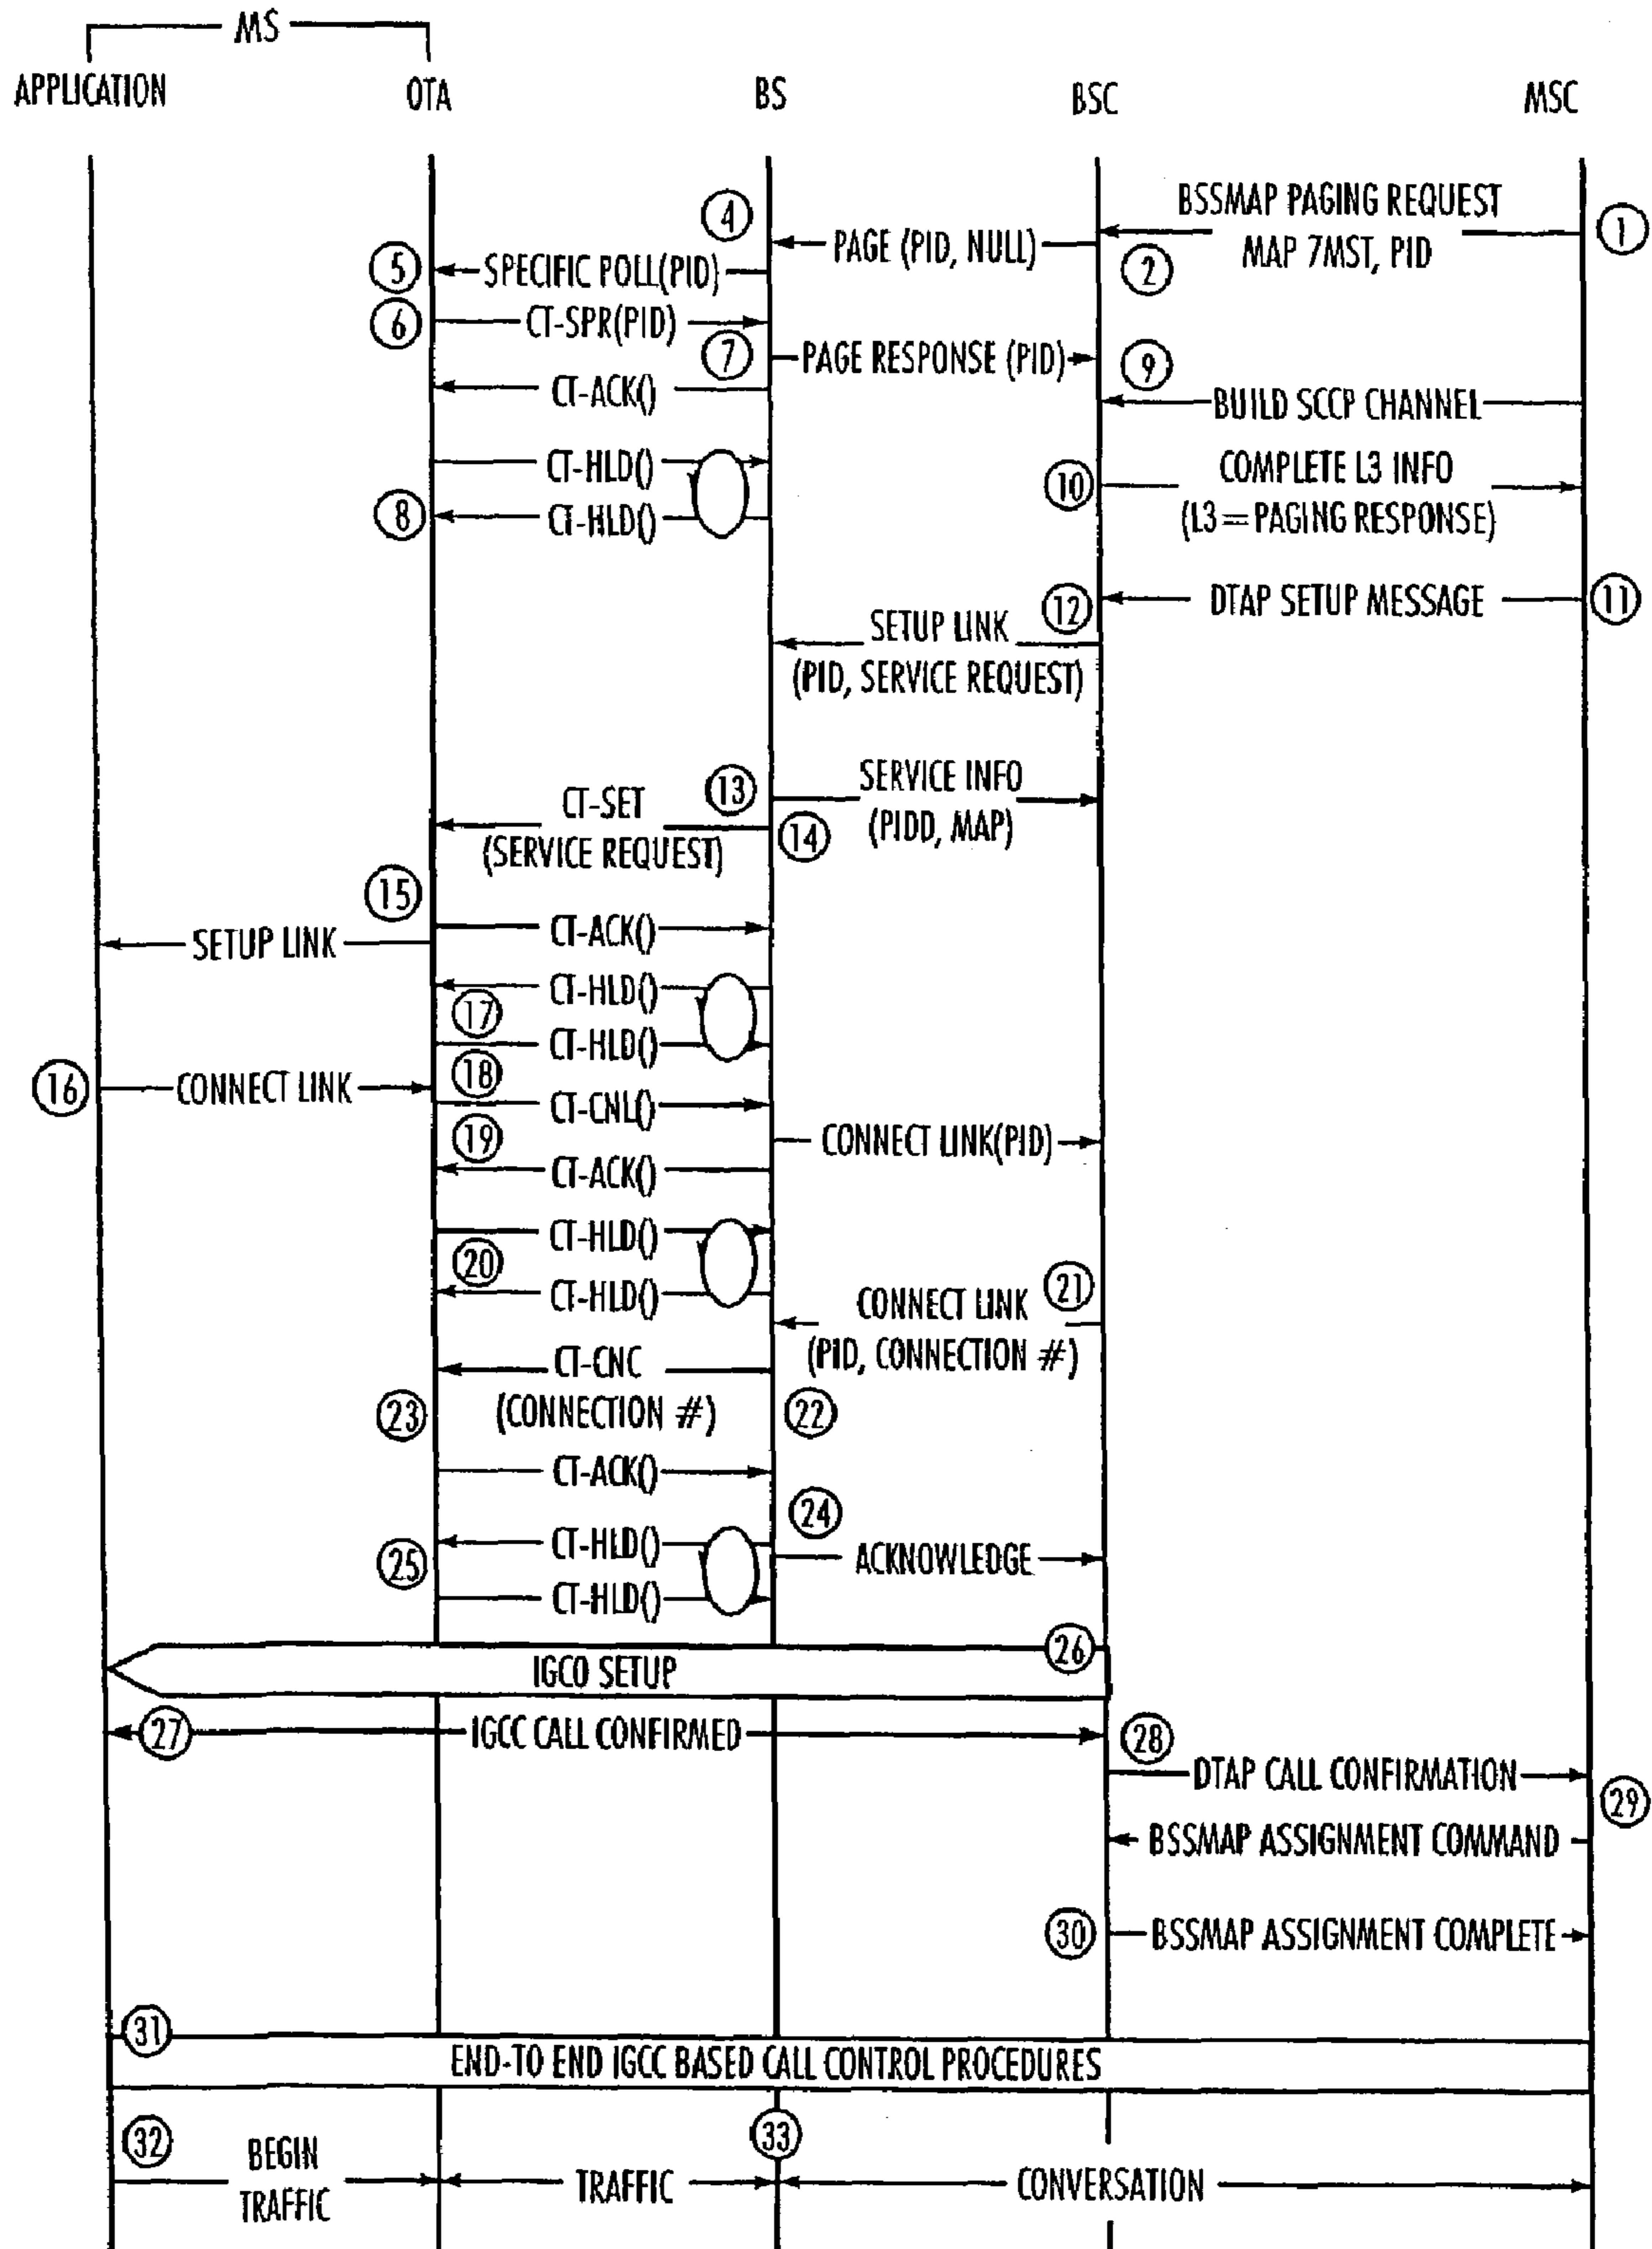 MS
APPLICATION OTA BS BSC MSC
BSSMAP PAGING REQUEST
MAP 7MST, PID
1
4
PAGE (PID, NULL)
2
5
SPECIFIC POLL(PID)
6
CT-SPR(PID)
7
PAGE RESPONSE (PID)
9
CT-ACK()
BUILD SCCP CHANNEL
CT-HLD()
10
COMPLETE L3 INFO
(L3=PAGING RESPONSE)
8
CT-HLD()
12
DTAP SETUP MESSAGE
11
SETUP LINK
(PID, SERVICE REQUEST)
13
SERVICE INFO
(PIDD, MAP)
CT-SET
(SERVICE REQUEST)
14
15
CT-ACK()
SETUP LINK
CT-HLD()
17
CT-HLD()
16
CONNECT LINK
18
CT-CNL()
19
CONNECT LINK(PID)
CT-ACK()
CT-HLD()
20
CT-HLD()
21
CONNECT LINK
(PID, CONNECTION #)
CT-CNC
(CONNECTION #)
23
22
CT-ACK()
24
CT-HLD()
ACKNOWLEDGE
25
CT-HLD()
26
IGCO SETUP
27
IGCC CALL CONFIRMED
28
DTAP CALL CONFIRMATION
29
BSSMAP ASSIGNMENT COMMAND
30
BSSMAP ASSIGNMENT COMPLETE
31
END-TO END IGCC BASED CALL CONTROL PROCEDURES
32
33
BEGIN
TRAFFIC
TRAFFIC
CONVERSATION